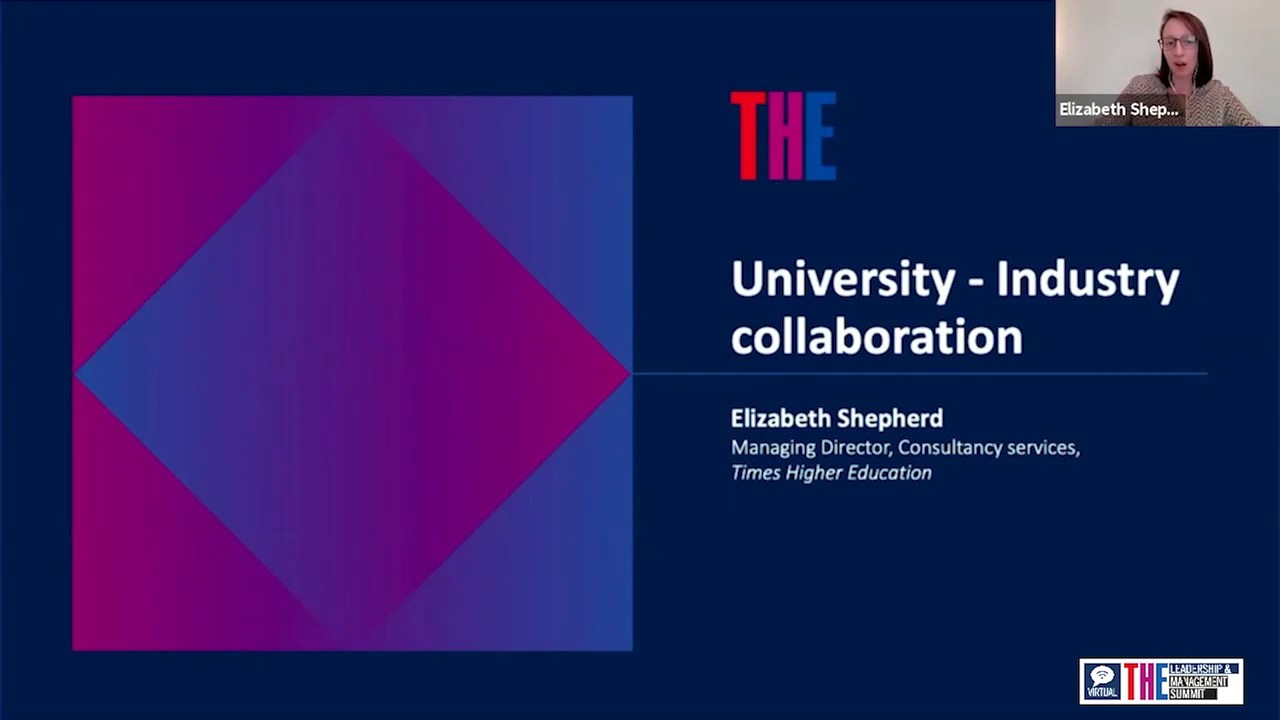 Elizabeth Shep...
THE
University - Industry
collaboration
Elizabeth Shepherd
Managing Director, Consultancy services,
Times Higher Education
VIRTUAL
THE
LEADERSHIP &
MANAGEMENT
SUMMIT